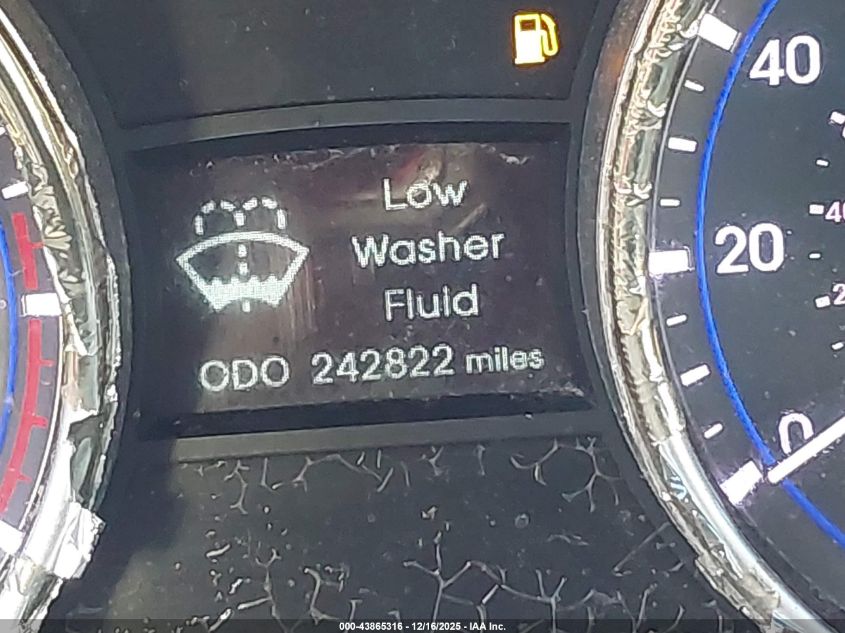 40
Low
Washer
20
Fluid
ODO 242822 miles
0
000-43865316 - 12/16/2025 - IAA Inc.